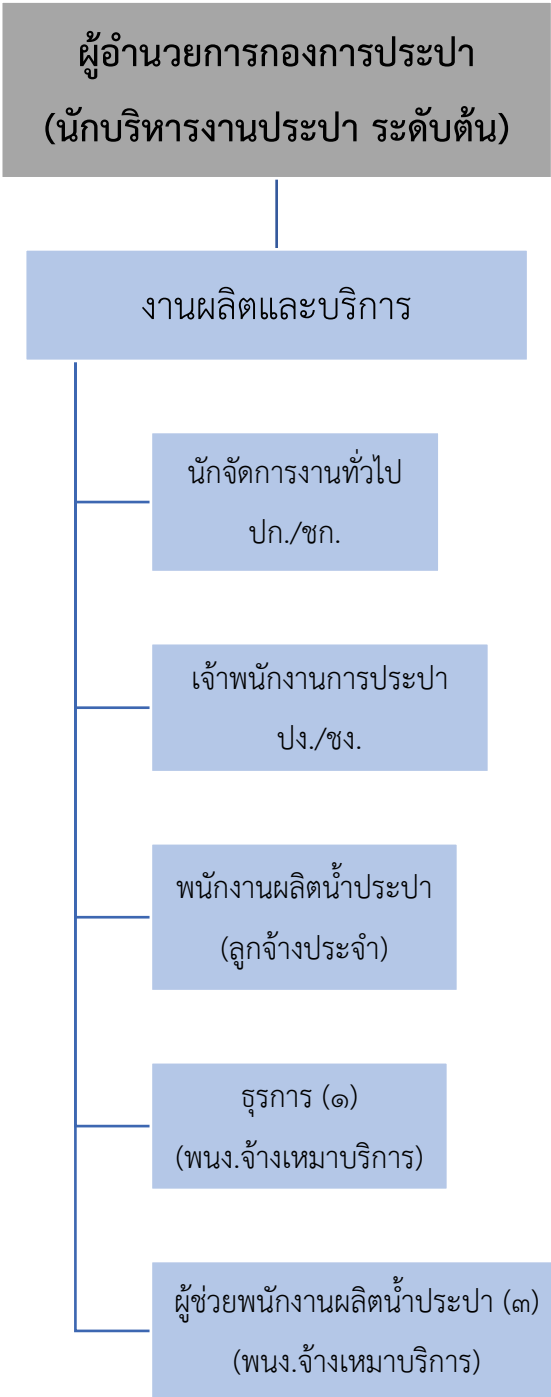 ผู้อำนวยการกองการประปา
(นักบริหารงานประปา ระดับต้น)
งานผลิตและบริการ
นักจัดการงานทั่วไป
ปก./ชก.
เจ้าพนักงานการประปา
ปง./ชง.
พนักงานผลิตน้ำประปา
(ลูกจ้างประจำ)
ธุรการ (๑)
(พนง.จ้างเหมาบริการ)
ผู้ช่วยพนักงานผลิตน้ำประปา (๓)
(พนง.จ้างเหมาบริการ)